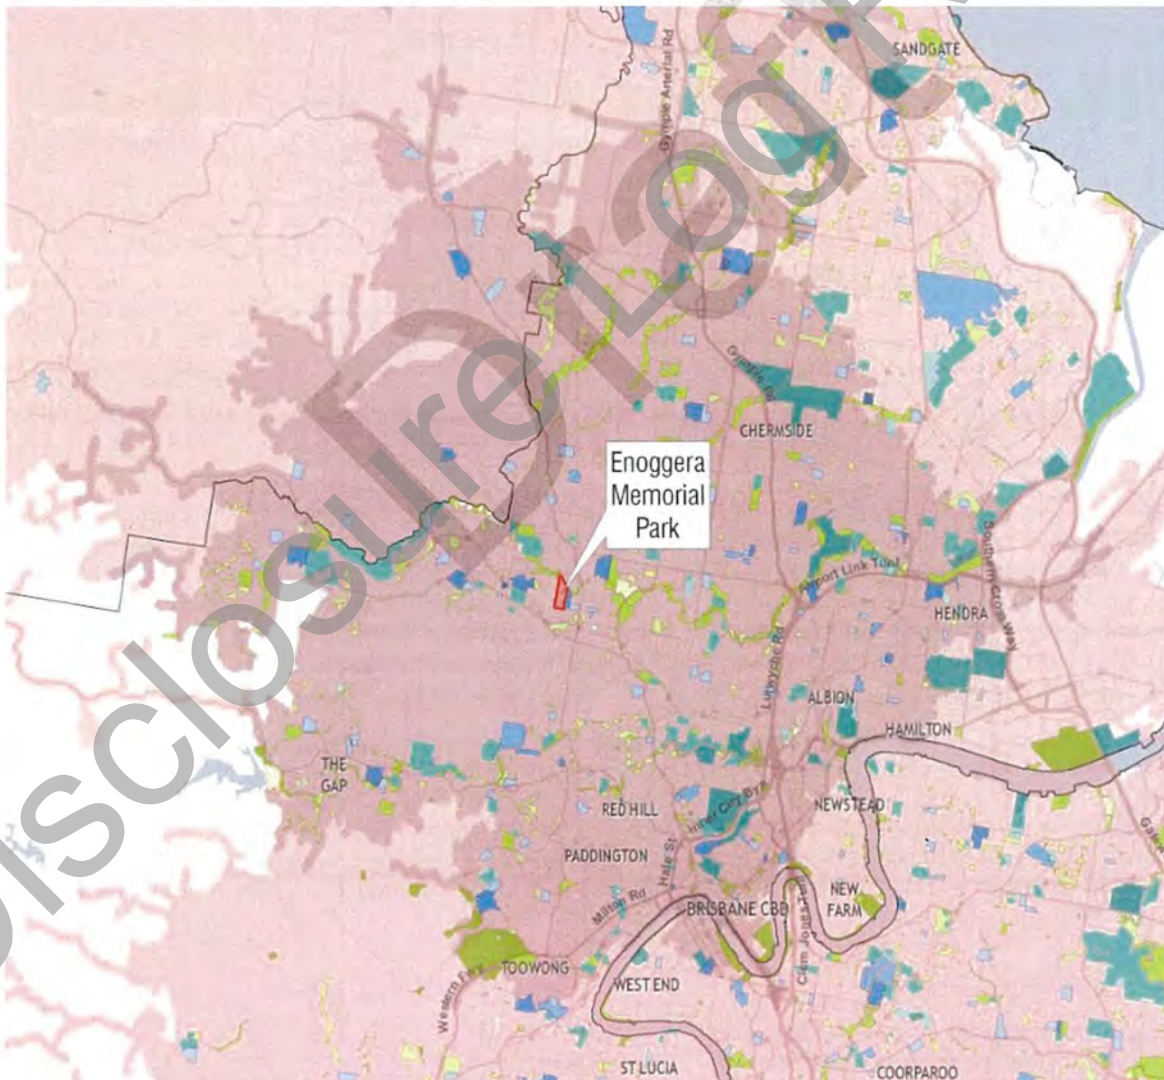 SANDGATE
Gympie Arterial Rd
Disclosure Log
Gympie Rd
CHERMSIDE
Enoggera
Memorial
Park
Airport Link Tunl
Southern Cross Way
HENDRA
Lutwyche Rd
ALBION
HAMILTON
THE
GAP
Inner City Byp
NEWSTEAD
RED HILL
Hale St
PADDINGTON
Milton Rd
NEW
FARM
BRISBANE CBD
Clem Jones Tunl
TOOWONG
Western Fwy
WEST END
ST LUCIA
COORPAROO